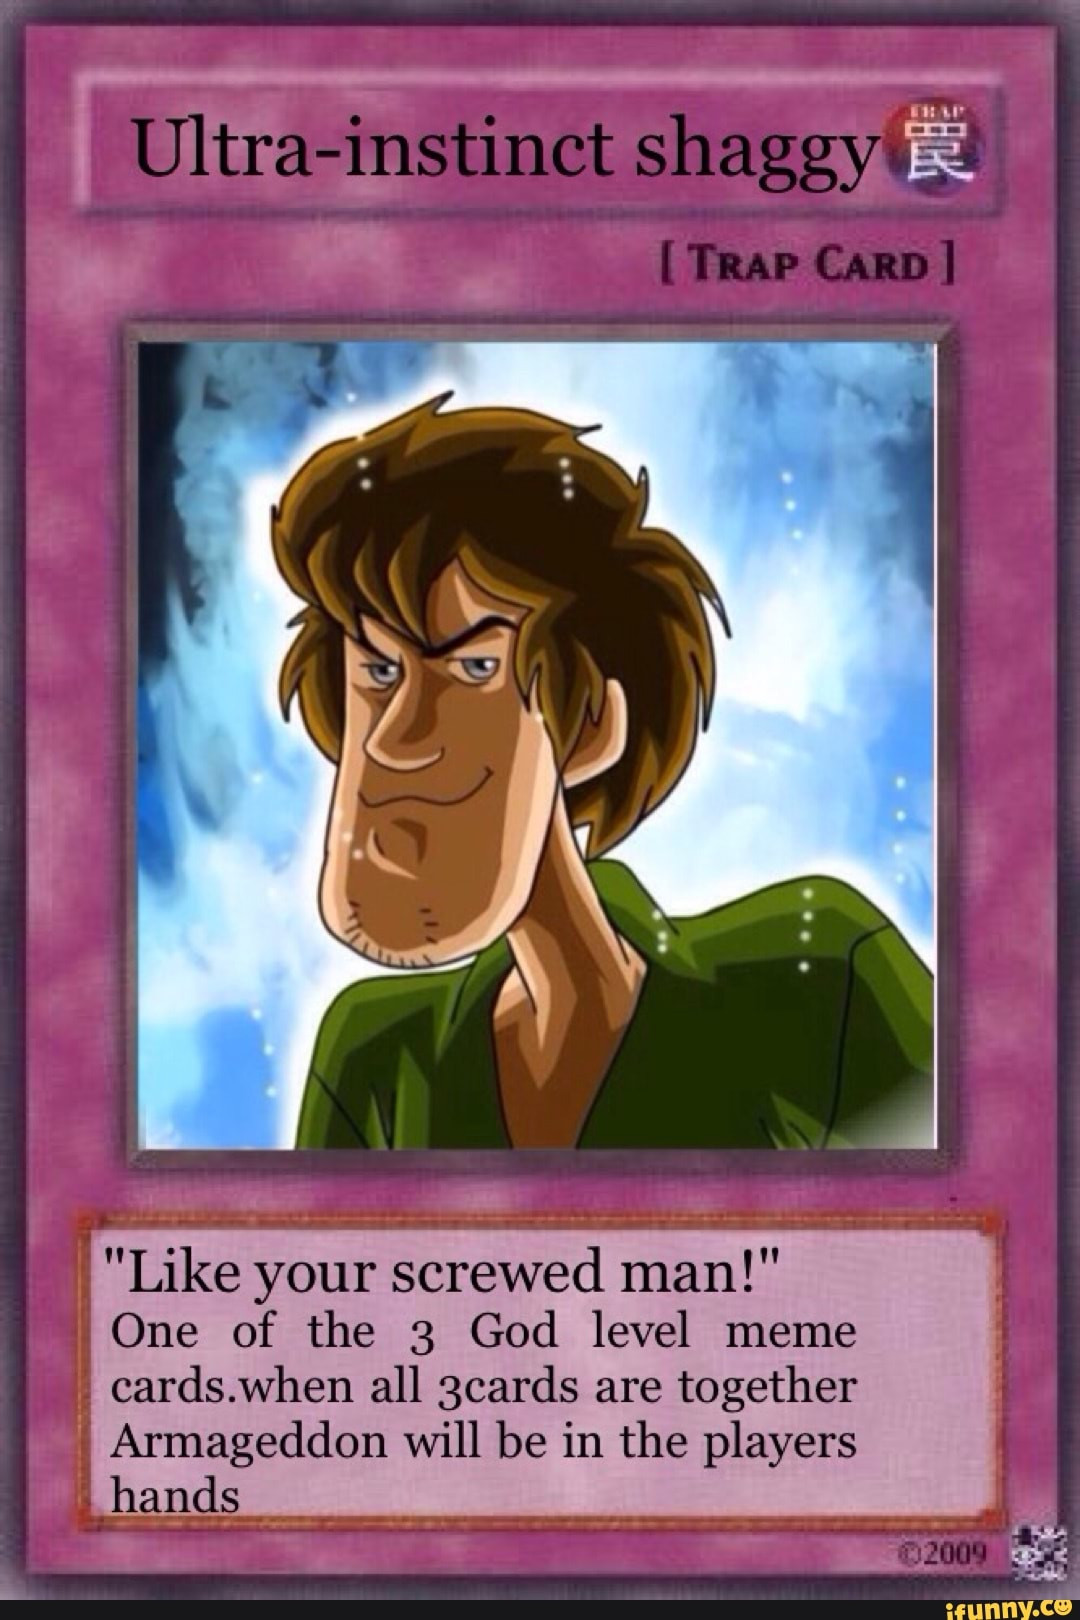 Ultra-instinct shaggy
TRAP
罠
[ TRAP CARD ]
"Like your screwed man!"
One of the 3 God level meme
cards.when all 3cards are together
Armageddon will be in the players
hands
©2009
ifunny.co